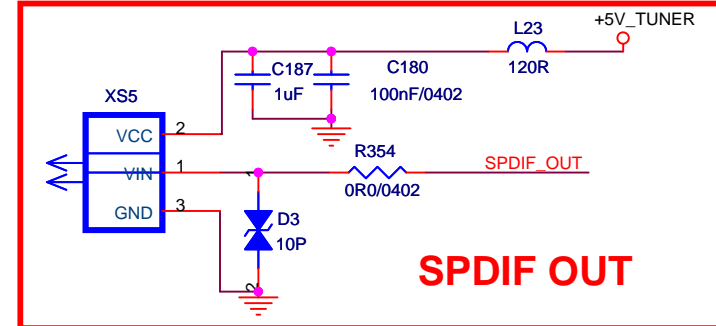 +5V_TUNER
L23
120R
C187
1uF
C180
100nF/0402
XS5
VCC
2
VIN
1
GND
3
R354
0R0/0402
SPDIF_OUT
1
D3
10P
2
SPDIF OUT